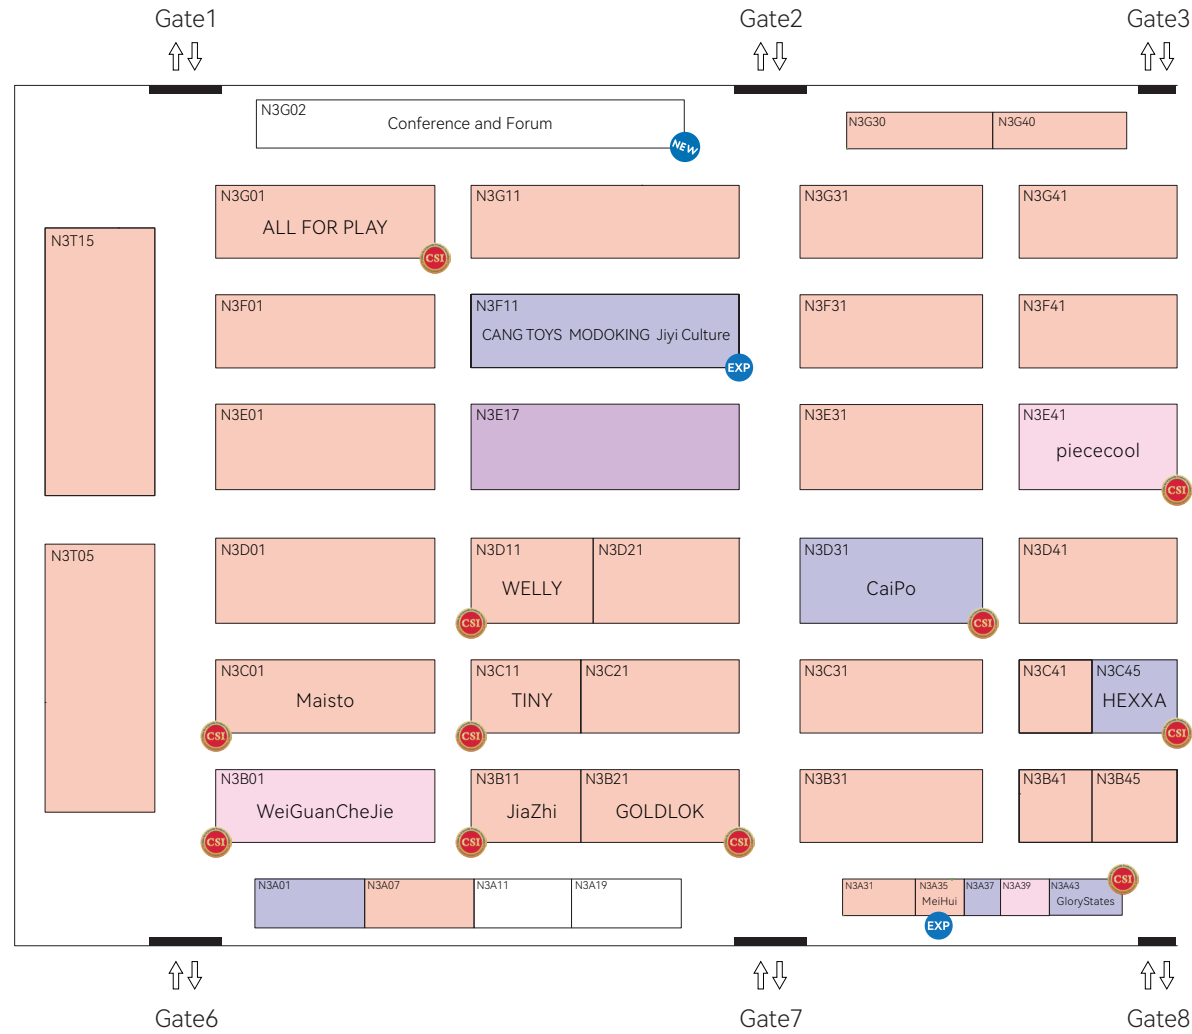 Gate1
Gate2
Gate3
N3G02
Conference and Forum
NEW
N3G30
N3G40
N3G01
ALL FOR PLAY
CSI
N3G11
N3G31
N3G41
N3T15
N3F01
N3F11
CANG TOYS MODOKING Jiyi Culture
EXP
N3F31
N3F41
N3E01
N3E17
N3E31
N3E41
piececool
CSI
N3T05
N3D01
N3D11
WELLY
CSI
N3D21
N3D31
CaiPo
CSI
N3D41
N3C01
Maisto
CSI
N3C11
TINY
CSI
N3C21
N3C31
N3C41
N3C45
HEXXA
CSI
N3B01
WeiGuanCheJie
CSI
N3B11
JiaZhi
CSI
N3B21
GOLDLOK
CSI
N3B31
N3B41
N3B45
N3A01
N3A07
N3A11
N3A19
N3A31
N3A35
MeiHui
EXP
N3A37
N3A39
N3A43
GloryStates
CSI
Gate6
Gate7
Gate8